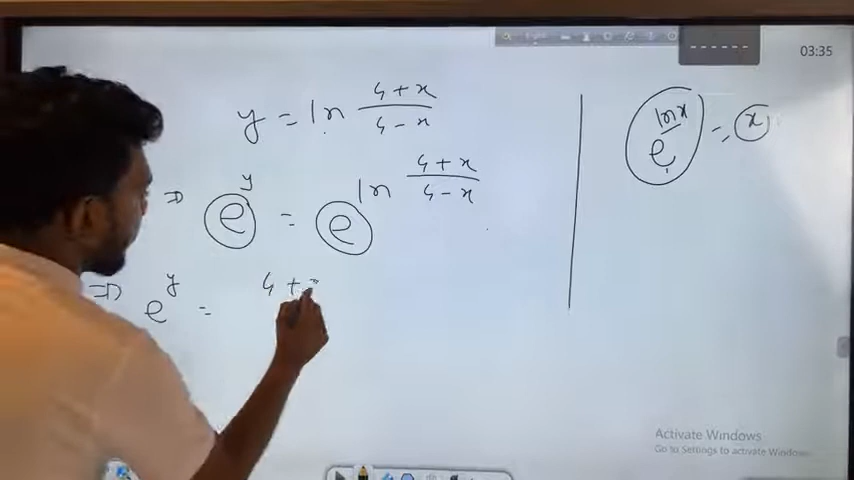 03:35
y = ln (4 + x)/(4 - x)
e^ln x = x
⇒ e^y = e^ln (4 + x)/(4 - x)
⇒ e^y = 4 +
Activate Windows
Go to Settings to activate Windows.